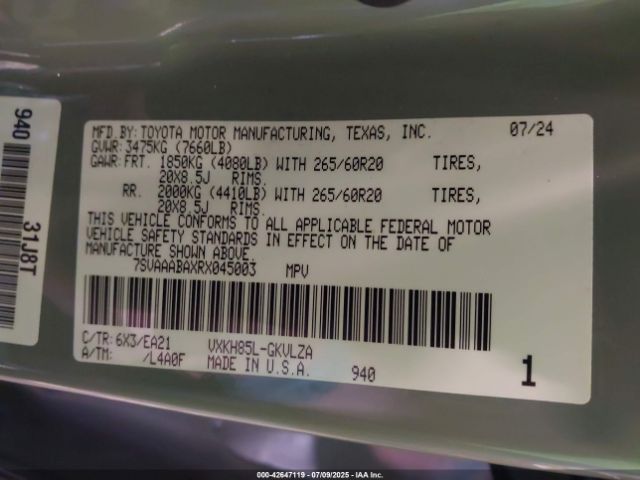 940
31J8T
MFD.BY:TOYOTA MOTOR MANUFACTURING, TEXAS, INC. 07/24
GVWR:3475KG (7660LB)
GAWR:FRT. 1850KG (4080LB) WITH 265/60R20 TIRES,
20X8.5J RIMS.
RR. 2000KG (4410LB) WITH 265/60R20 TIRES,
20X8.5J RIMS.
THIS VEHICLE CONFORMS TO ALL APPLICABLE FEDERAL MOTOR
VEHICLE SAFETY STANDARDS IN EFFECT ON THE DATE OF
MANUFACTURE SHOWN ABOVE.
7SVAAABAXRX045003 MPV
C/TR: 6X3/EA21 VXKH85L-GKVLZA
A/TM: /L4A0F MADE IN U.S.A. 940 1
000-42647119 - 07/09/2025 - IAA Inc.